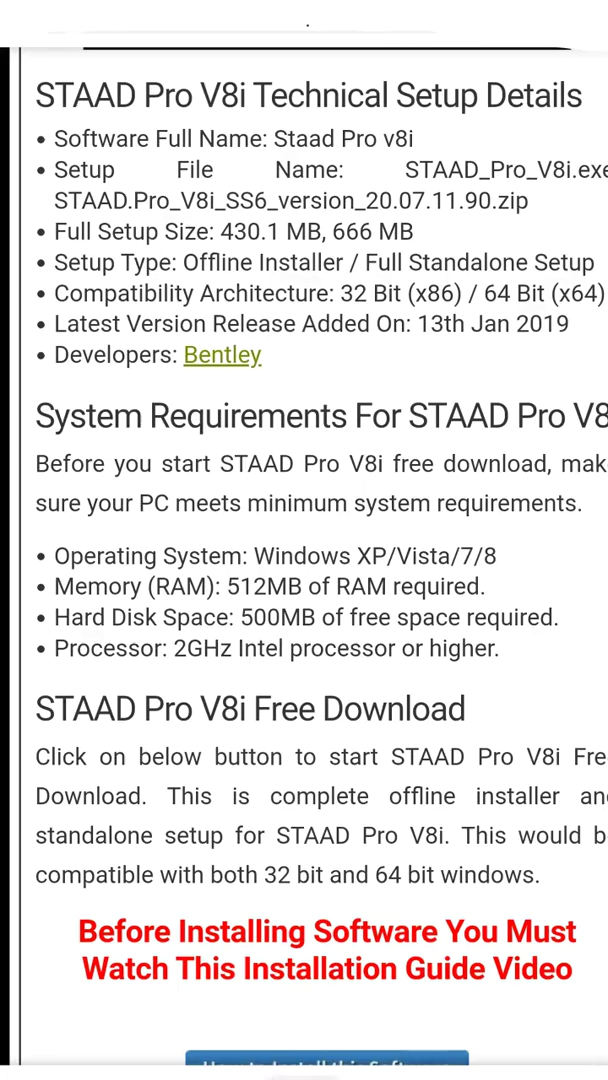 STAAD Pro V8i Technical Setup Details
• Software Full Name: Staad Pro v8i
• Setup File Name: STAAD_Pro_V8i.exe
STAAD.Pro_V8i_SS6_version_20.07.11.90.zip
• Full Setup Size: 430.1 MB, 666 MB
• Setup Type: Offline Installer / Full Standalone Setup
• Compatibility Architecture: 32 Bit (x86) / 64 Bit (x64)
• Latest Version Release Added On: 13th Jan 2019
• Developers: Bentley
System Requirements For STAAD Pro V8
Before you start STAAD Pro V8i free download, mak
sure your PC meets minimum system requirements.
• Operating System: Windows XP/Vista/7/8
• Memory (RAM): 512MB of RAM required.
• Hard Disk Space: 500MB of free space required.
• Processor: 2GHz Intel processor or higher.
STAAD Pro V8i Free Download
Click on below button to start STAAD Pro V8i Fre
Download. This is complete offline installer an
standalone setup for STAAD Pro V8i. This would b
compatible with both 32 bit and 64 bit windows.
Before Installing Software You Must
Watch This Installation Guide Video